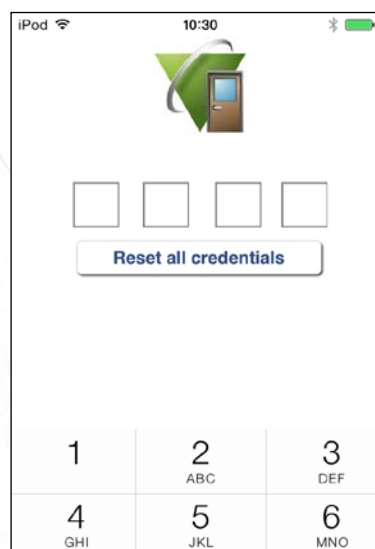 iPod 10:30
Reset all credentials
1 2 3
ABC DEF
4 5 6
GHI JKL MNO